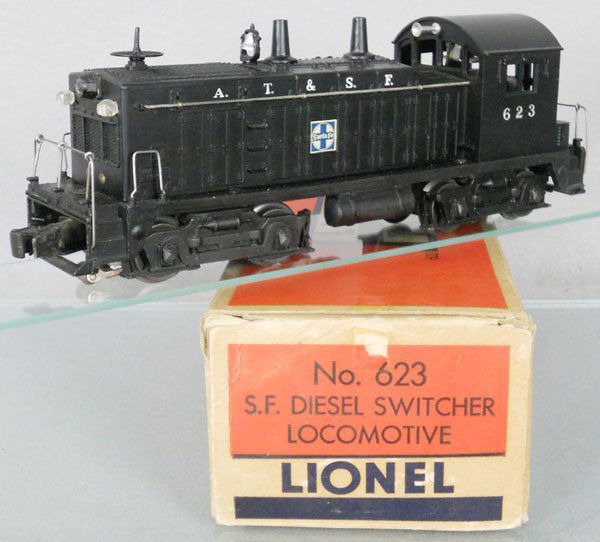 A. T. & S. F.
Santa Fe
623
No. 623
S.F. DIESEL SWITCHER
LOCOMOTIVE
LIONEL